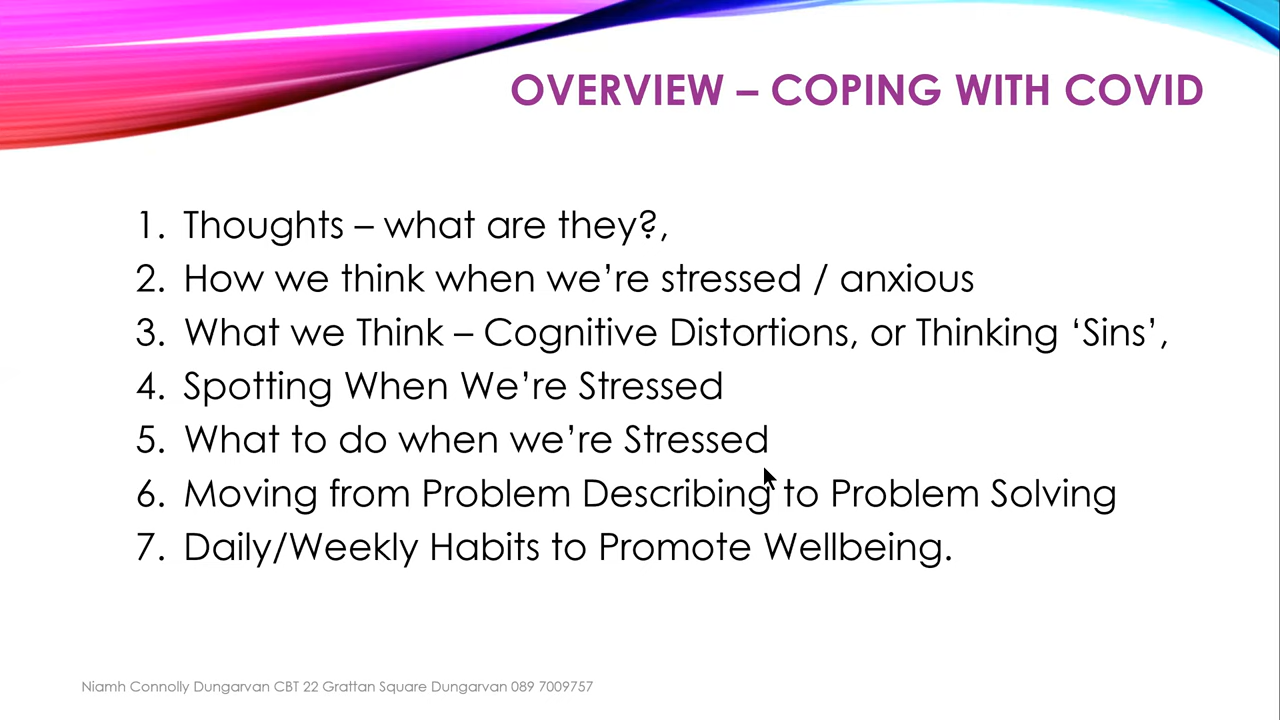 OVERVIEW – COPING WITH COVID
1. Thoughts – what are they?,
2. How we think when we're stressed / anxious
3. What we Think – Cognitive Distortions, or Thinking 'Sins',
4. Spotting When We're Stressed
5. What to do when we're Stressed
6. Moving from Problem Describing to Problem Solving
7. Daily/Weekly Habits to Promote Wellbeing.
Niamh Connolly Dungarvan CBT 22 Grattan Square Dungarvan 089 7009757